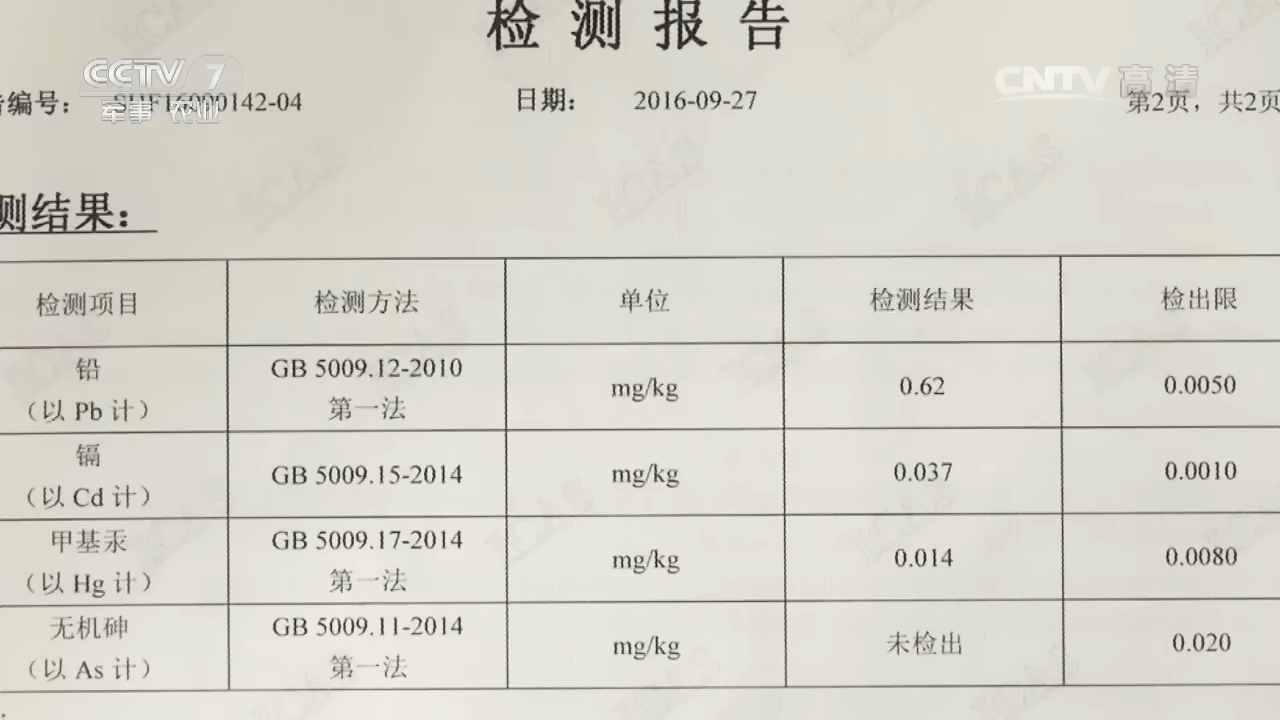 检测报告
CCTV 7
军事 农业
CNTV 高清
告编号： SHF16000142-04 日期： 2016-09-27 第2页，共2页
测结果：
检测项目 检测方法 单位 检测结果 检出限
铅
（以 Pb 计） GB 5009.12-2010
第一法 mg/kg 0.62 0.0050
镉
（以 Cd 计） GB 5009.15-2014 mg/kg 0.037 0.0010
甲基汞
（以 Hg 计） GB 5009.17-2014
第一法 mg/kg 0.014 0.0080
无机砷
（以 As 计） GB 5009.11-2014
第一法 mg/kg 未检出 0.020
ICAS